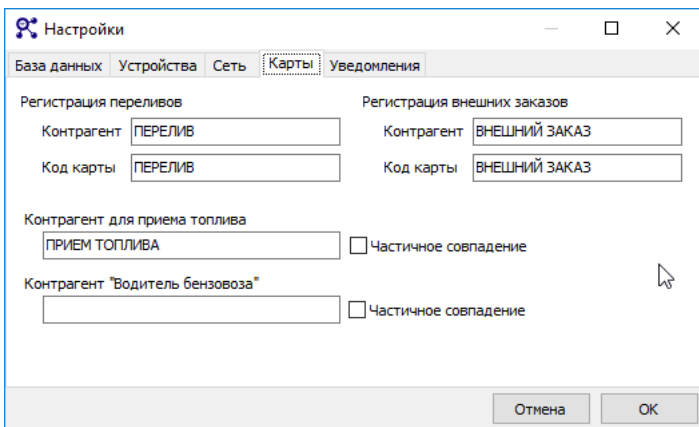 Настройки
База данных Устройства Сеть Карты Уведомления
Регистрация переливов
Контрагент ПЕРЕЛИВ
Код карты ПЕРЕЛИВ
Регистрация внешних заказов
Контрагент ВНЕШНИЙ ЗАКАЗ
Код карты ВНЕШНИЙ ЗАКАЗ
Контрагент для приема топлива
ПРИЕМ ТОПЛИВА Частичное совпадение
Контрагент "Водитель бензовоза"
Частичное совпадение
Отмена OK